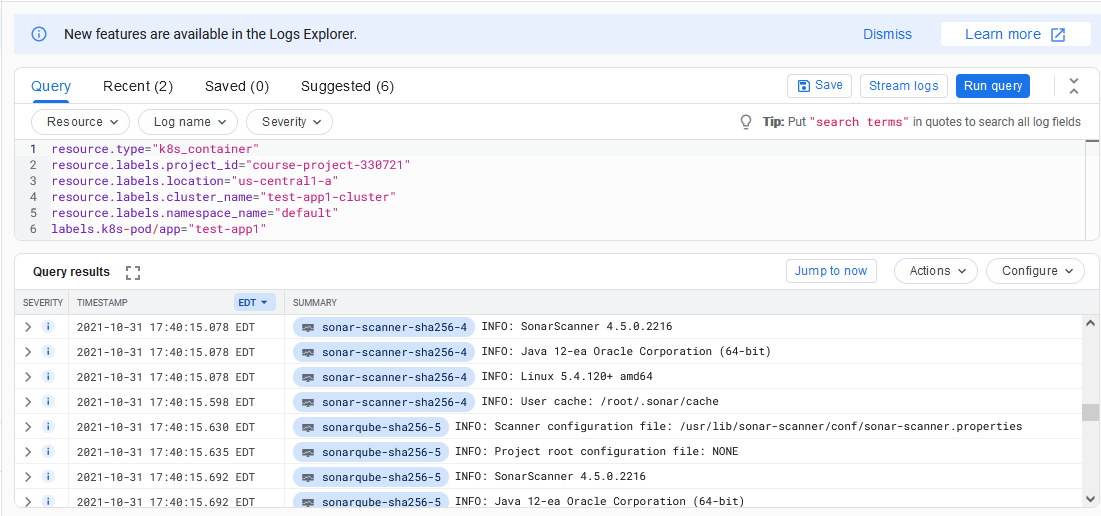 New features are available in the Logs Explorer. Dismiss Learn more
Query Recent (2) Saved (0) Suggested (6) Save Stream logs Run query
Resource Log name Severity Tip: Put "search terms" in quotes to search all log fields
1 resource.type="k8s_container"
2 resource.labels.project_id="course-project-330721"
3 resource.labels.location="us-central1-a"
4 resource.labels.cluster_name="test-app1-cluster"
5 resource.labels.namespace_name="default"
6 labels.k8s-pod/app="test-app1"
Query results Jump to now Actions Configure
SEVERITY TIMESTAMP EDT SUMMARY
2021-10-31 17:40:15.078 EDT sonar-scanner-sha256-4 INFO: SonarScanner 4.5.0.2216
2021-10-31 17:40:15.078 EDT sonar-scanner-sha256-4 INFO: Java 12-ea Oracle Corporation (64-bit)
2021-10-31 17:40:15.078 EDT sonar-scanner-sha256-4 INFO: Linux 5.4.120+ amd64
2021-10-31 17:40:15.598 EDT sonar-scanner-sha256-4 INFO: User cache: /root/.sonar/cache
2021-10-31 17:40:15.630 EDT sonarqube-sha256-5 INFO: Scanner configuration file: /usr/lib/sonar-scanner/conf/sonar-scanner.properties
2021-10-31 17:40:15.635 EDT sonarqube-sha256-5 INFO: Project root configuration file: NONE
2021-10-31 17:40:15.692 EDT sonarqube-sha256-5 INFO: SonarScanner 4.5.0.2216
2021-10-31 17:40:15.692 EDT sonarqube-sha256-5 INFO: Java 12-ea Oracle Corporation (64-bit)